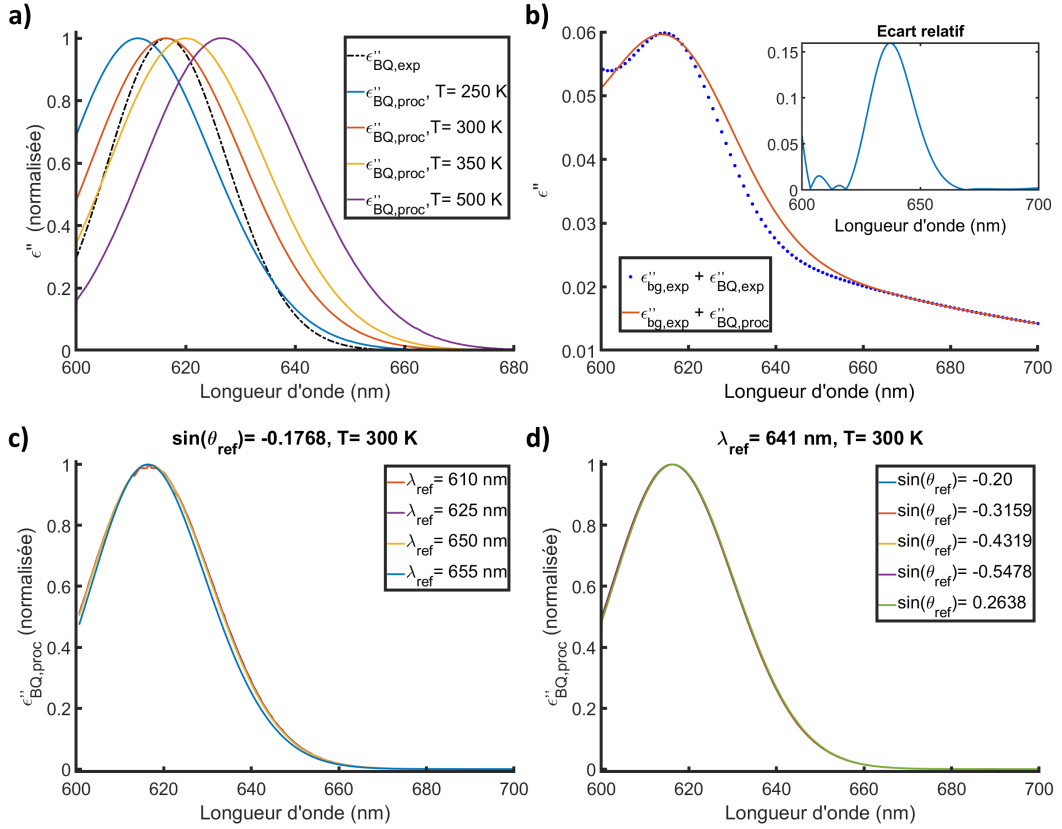 a)
1
0.8
0.6
0.4
0.2
0
600 620 640 660 680
ϵ'' (normalisée)
Longueur d'onde (nm)
ϵ''BQ,exp
ϵ''BQ,proc, T= 250 K
ϵ''BQ,proc,T= 300 K
ϵ''BQ,proc,T= 350 K
ϵ''BQ,proc,T= 500 K
b)
0.06
0.05
0.04
0.03
0.02
0.01
600 620 640 660 680 700
ϵ''
Longueur d'onde (nm)
ϵ''bg,exp + ϵ''BQ,exp
ϵ''bg,exp + ϵ''BQ,proc
Ecart relatif
0.15
0.1
0.05
0
600 650 700
Longueur d'onde (nm)
c)
sin(θref)= -0.1768, T= 300 K
1
0.8
0.6
0.4
0.2
0
600 620 640 660 680 700
ϵ''BQ,proc (normalisée)
Longueur d'onde (nm)
λref= 610 nm
λref= 625 nm
λref= 650 nm
λref= 655 nm
d)
λref= 641 nm, T= 300 K
1
0.8
0.6
0.4
0.2
0
600 620 640 660 680 700
ϵ''BQ,proc (normalisée)
Longueur d'onde (nm)
sin(θref)= -0.20
sin(θref)= -0.3159
sin(θref)= -0.4319
sin(θref)= -0.5478
sin(θref)= 0.2638